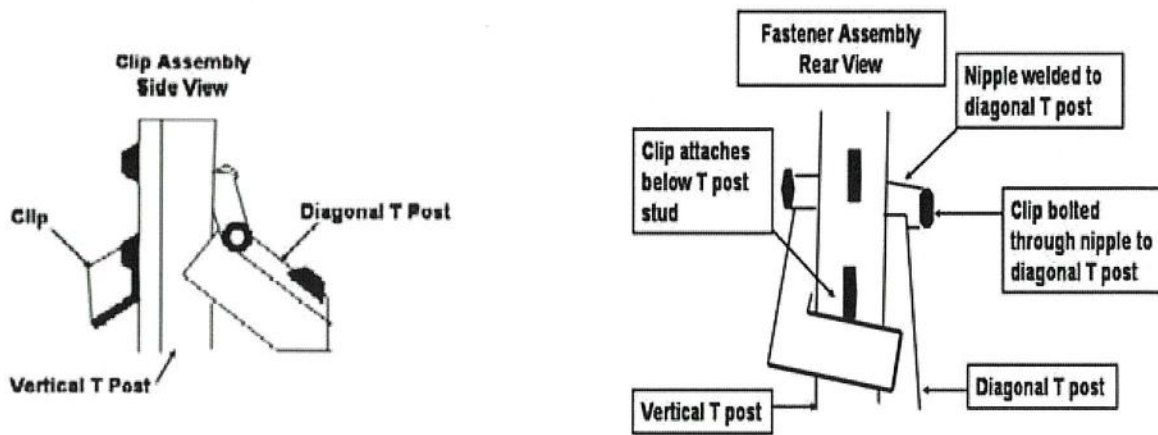 Clip Assembly
Side View
Clip
Diagonal T Post
Vertical T Post
Fastener Assembly
Rear View
Nipple welded to
diagonal T post
Clip attaches
below T post
stud
Clip bolted
through nipple to
diagonal T post
Vertical T post
Diagonal T post